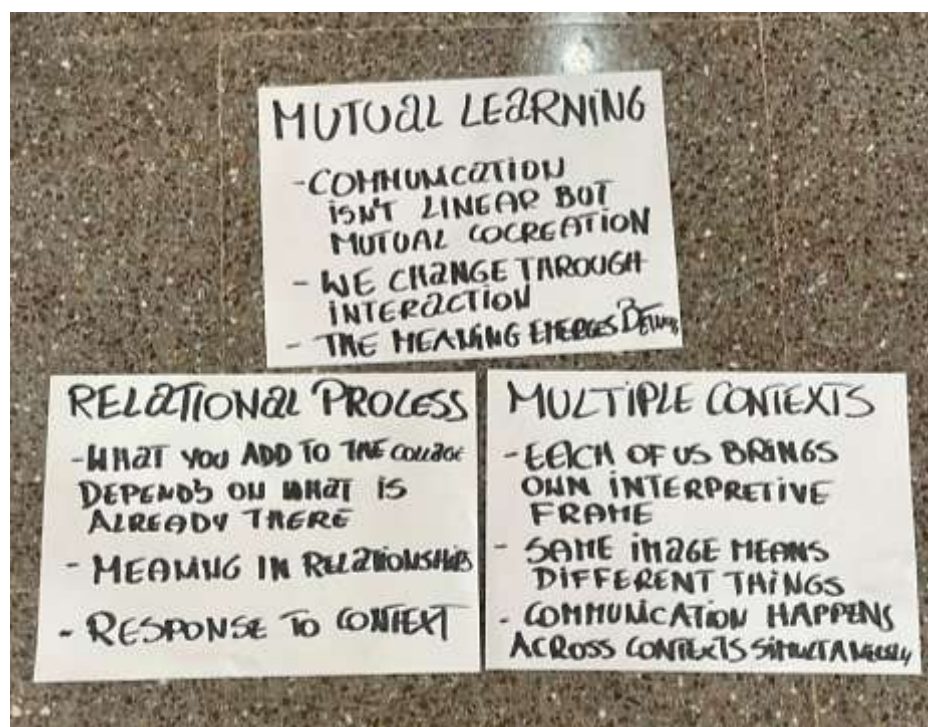 MUTUAL LEARNING
- COMMUNICATION
ISN'T LINEAR BUT
MUTUAL COCREATION
- WE CHANGE THROUGH
INTERACTION
- THE MEANING EMERGES
RELATIONAL PROCESS
- WHAT YOU ADD TO THE COLLAGE
DEPENDS ON WHAT IS
ALREADY THERE
- MEANING IN RELATIONSHIPS
- RESPONSE TO CONTEXT
MULTIPLE CONTEXTS
- EACH OF US BRINGS
OWN INTERPRETIVE
FRAME
- SAME IMAGE MEANS
DIFFERENT THINGS
- COMMUNICATION HAPPENS
ACROSS CONTEXTS SIMULTANEOUSLY